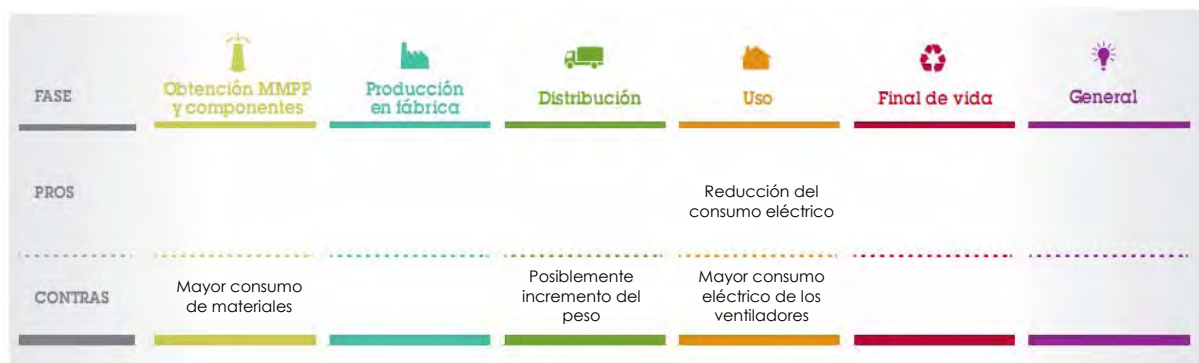 FASE
Obtención MMPP
y componentes
Producción
en fábrica
Distribución
Uso
Final de vida
General
PROS
Reducción del
consumo eléctrico
CONTRAS
Mayor consumo
de materiales
Posiblemente
incremento del
peso
Mayor consumo
eléctrico de los
ventiladores